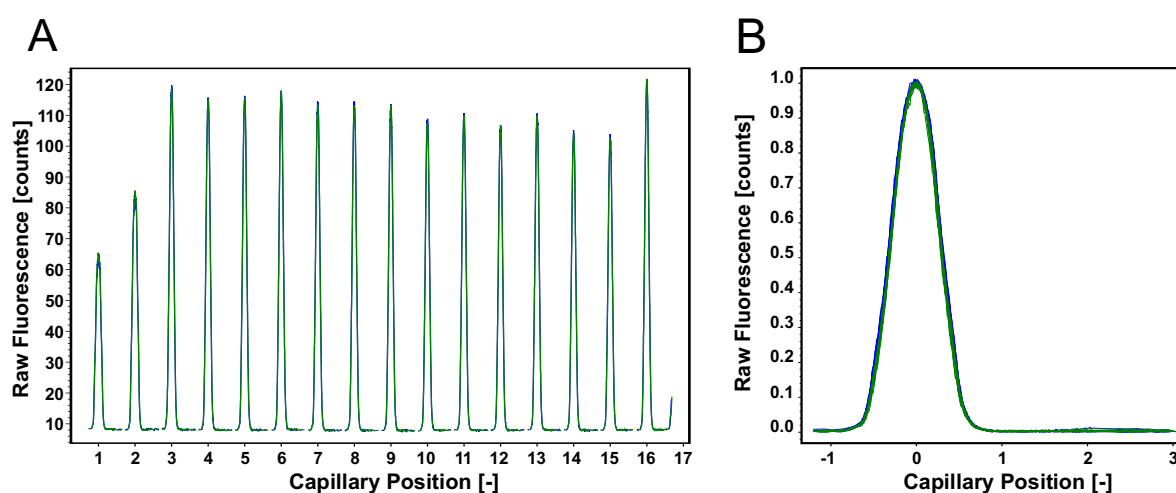 A
Raw Fluorescence [counts]
120
110
100
90
80
70
60
50
40
30
20
10
1 2 3 4 5 6 7 8 9 10 11 12 13 14 15 16 17
Capillary Position [-]
B
Raw Fluorescence [counts]
1.0
0.9
0.8
0.7
0.6
0.5
0.4
0.3
0.2
0.1
0.0
-1 0 1 2 3
Capillary Position [-]